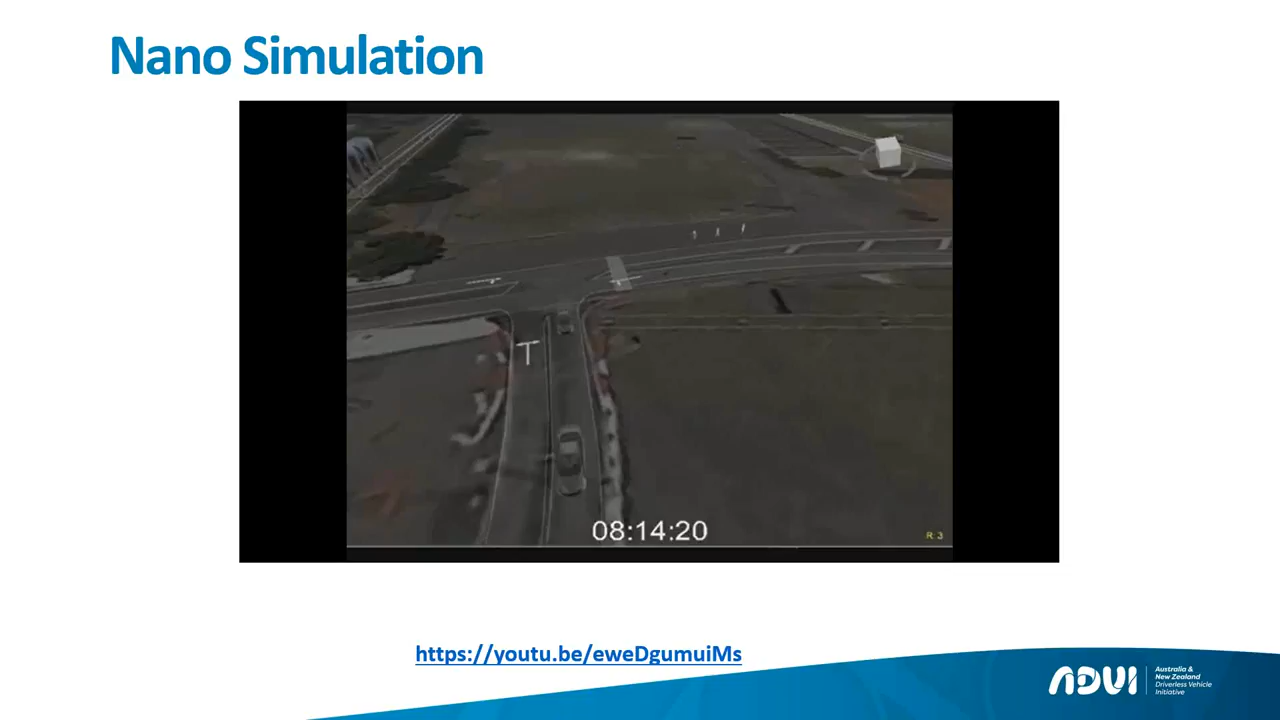 Nano Simulation
08:14:20
R: 3
https://youtu.be/eweDgumuiMs
ADVI
Australia &
New Zealand
Driverless Vehicle
Initiative